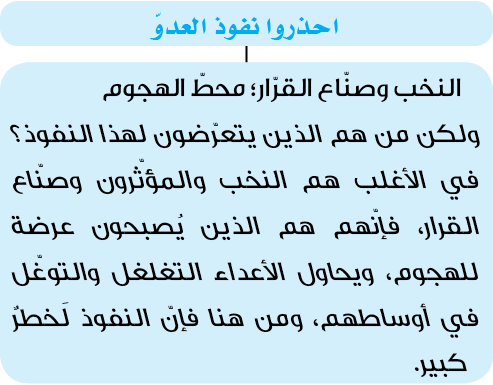 احذروا نفوذ العدوّ
النخب وصنّاع القرّار؛ محطّ الهجوم
ولكن من هم الذين يتعرّضون لهذا النفوذ؟
في الأغلب هم النخب والمؤثّرون وصنّاع
القرار، فإنّهم هم الذين يُصبحون عرضة
للهجوم، ويحاول الأعداء التغلغل والتوغّل
في أوساطهم، ومن هنا فإنّ النفوذ لَخطرٌ
كبير.